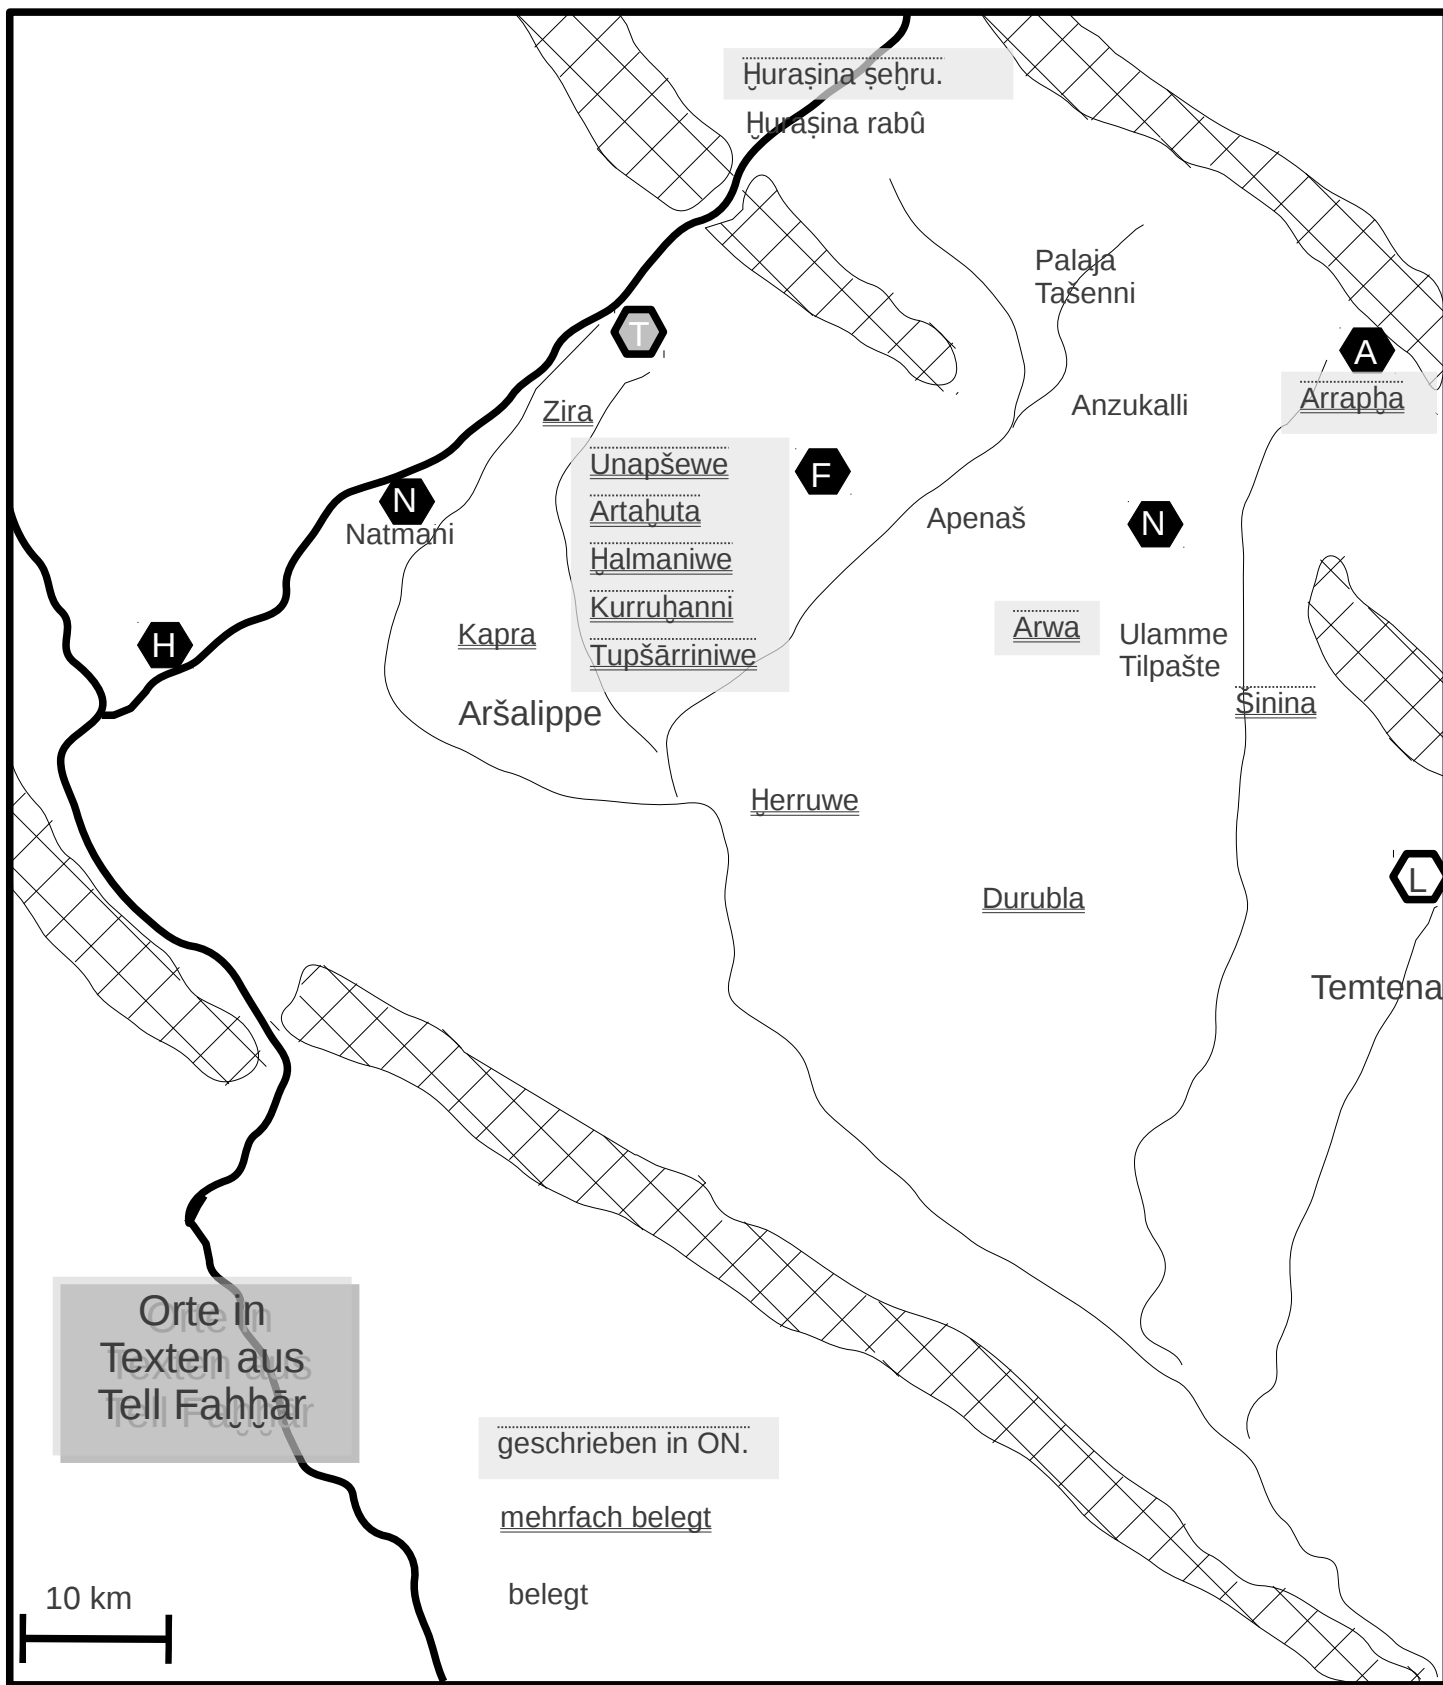 Ḫuraṣina ṣeḫru.
Ḫuraṣina rabû
Palaja
Tašenni
T
A
Arrapḫa
Zira
Anzukalli
Unapšewe
F
N
Natmani
Artaḫuta
Apenaš
N
Ḫalmaniwe
Kurruḫanni
Arwa
Ulamme
Tilpašte
H
Kapra
Tupšārriniwe
Šinina
Aršalippe
Ḫerruwe
L
Durubla
Temtena
Orte in
Texten aus
Tell Faḫḫār
geschrieben in ON.
mehrfach belegt
belegt
10 km